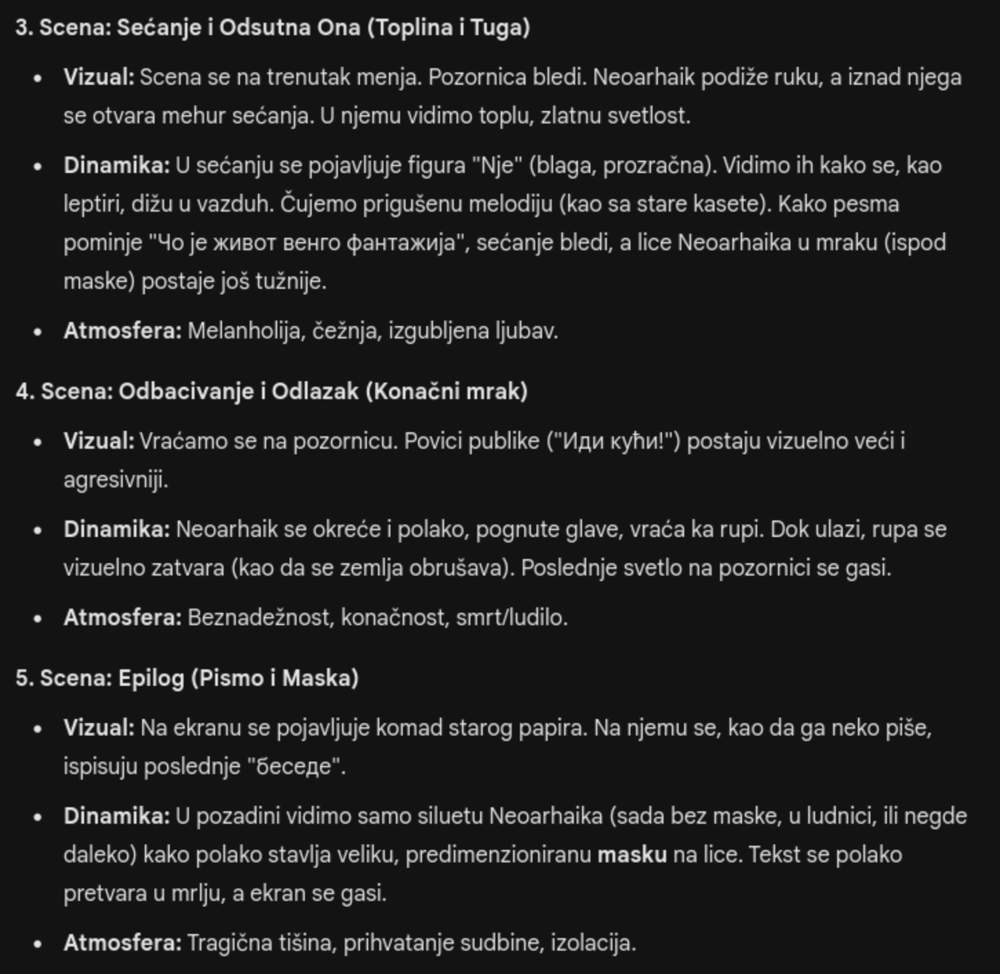 3. Scena: Sećanje i Odsutna Ona (Toplina i Tuga)
• Vizual: Scena se na trenutak menja. Pozornica bledi. Neoarhaik podiže ruku, a iznad njega
se otvara mehur sećanja. U njemu vidimo toplu, zlatnu svetlost.
• Dinamika: U sećanju se pojavljuje figura "Nje" (blaga, prozračna). Vidimo ih kako se, kao
leptiri, dižu u vazduh. Čujemo prigušenu melodiju (kao sa stare kasete). Kako pesma
pominje "Чо је живот венго фантажија", sećanje bledi, a lice Neoarhaika u mraku (ispod
maske) postaje još tužnije.
• Atmosfera: Melanholija, čežnja, izgubljena ljubav.
4. Scena: Odbacivanje i Odlazak (Konačni mrak)
• Vizual: Vraćamo se na pozornicu. Povici publike ("Иди кући!") postaju vizuelno veći i
agresivniji.
• Dinamika: Neoarhaik se okreće i polako, pognute glave, vraća ka rupi. Dok ulazi, rupa se
vizuelno zatvara (kao da se zemlja obrušava). Poslednje svetlo na pozornici se gasi.
• Atmosfera: Beznadežnost, konačnost, smrt/ludilo.
5. Scena: Epilog (Pismo i Maska)
• Vizual: Na ekranu se pojavljuje komad starog papira. Na njemu se, kao da ga neko piše,
ispisuju poslednje "беседе".
• Dinamika: U pozadini vidimo samo siluetu Neoarhaika (sada bez maske, u ludnici, ili negde
daleko) kako polako stavlja veliku, predimenzioniranu masku na lice. Tekst se polako
pretvara u mrlju, a ekran se gasi.
• Atmosfera: Tragična tišina, prihvatanje sudbine, izolacija.